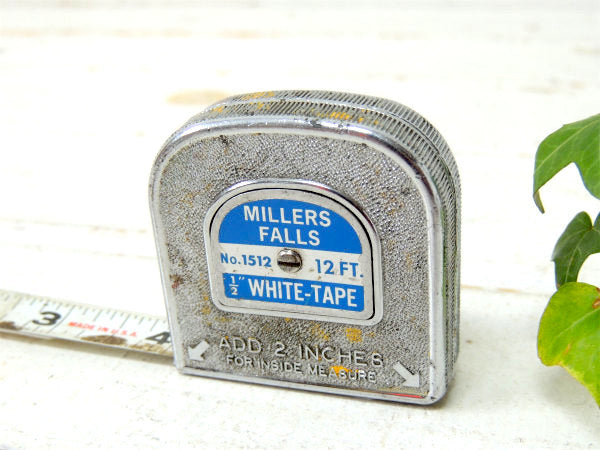 MILLERS
FALLS
No.1512 12 FT.
1/2" WHITE-TAPE
ADD 2 INCHES
FOR INSIDE MEASURE
3 MADE IN U.S.A. 4